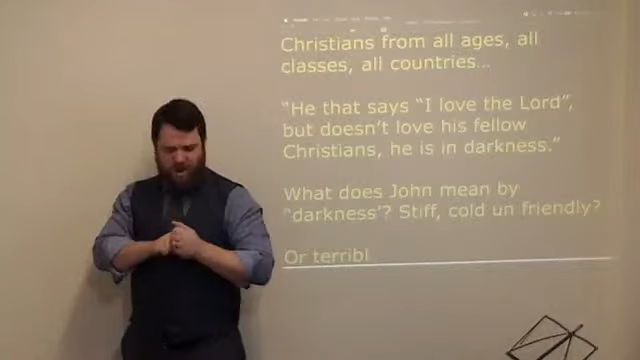 Christians from all ages, all
classes, all countries...
“He that says “I love the Lord”,
but doesn’t love his fellow
Christians, he is in darkness.”
What does John mean by
“darkness’? Stiff, cold un friendly?
Or terribl